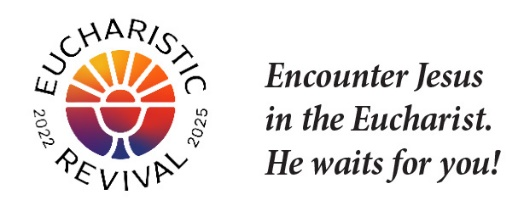 EUCHARISTIC
2022 2025
REVIVAL
Encounter Jesus
in the Eucharist.
He waits for you!